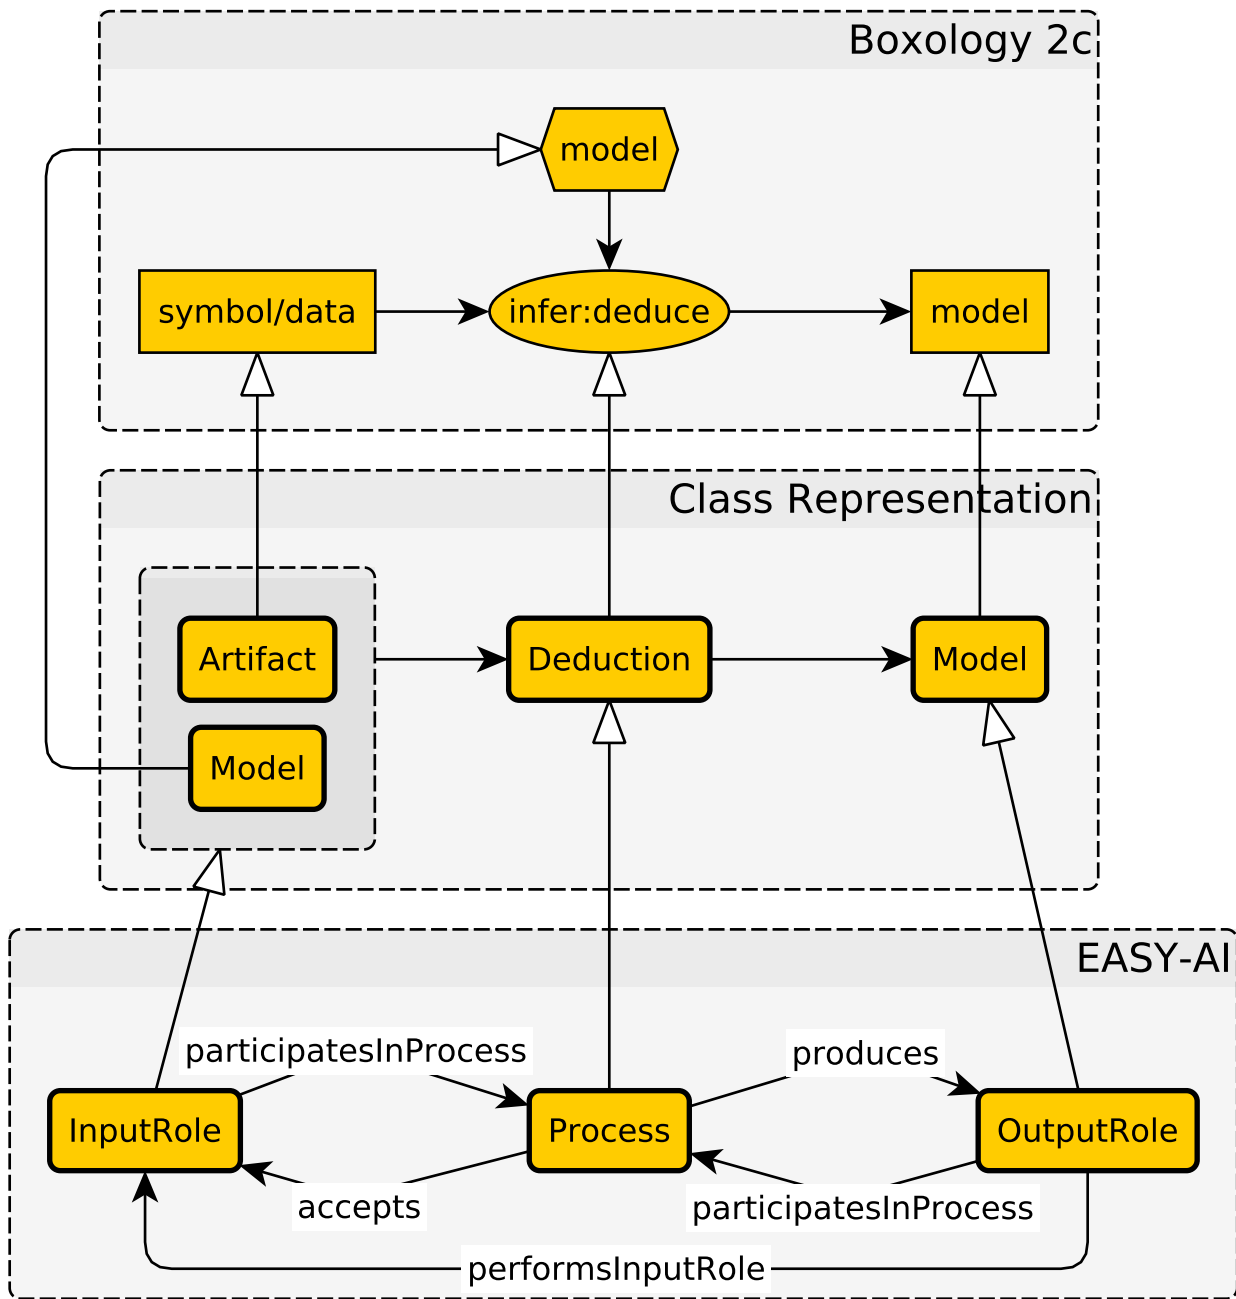 Boxology 2c
model
symbol/data
infer:deduce
model
Class Representation
Artifact
Deduction
Model
Model
EASY-AI
participatesInProcess
produces
InputRole
Process
OutputRole
accepts
participatesInProcess
performsInputRole